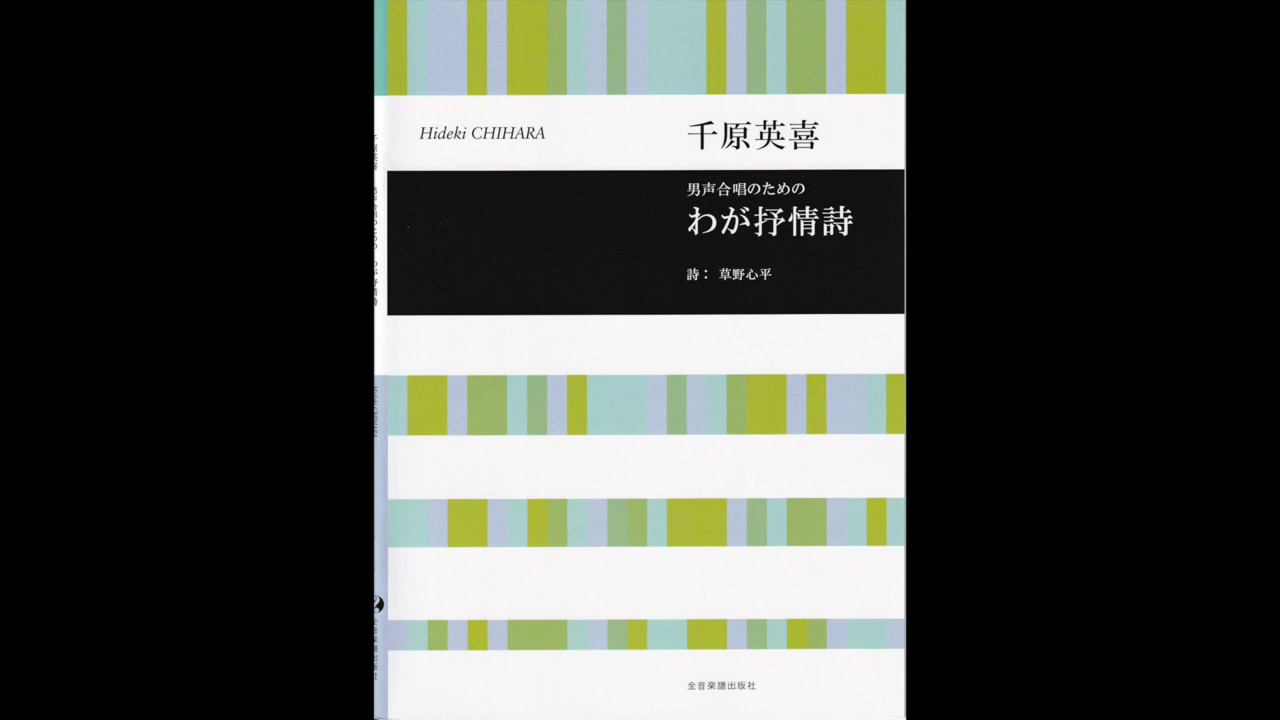 Hideki CHIHARA
千原英喜
男声合唱のための
わが抒情詩
詩： 草野心平
全音楽譜出版社